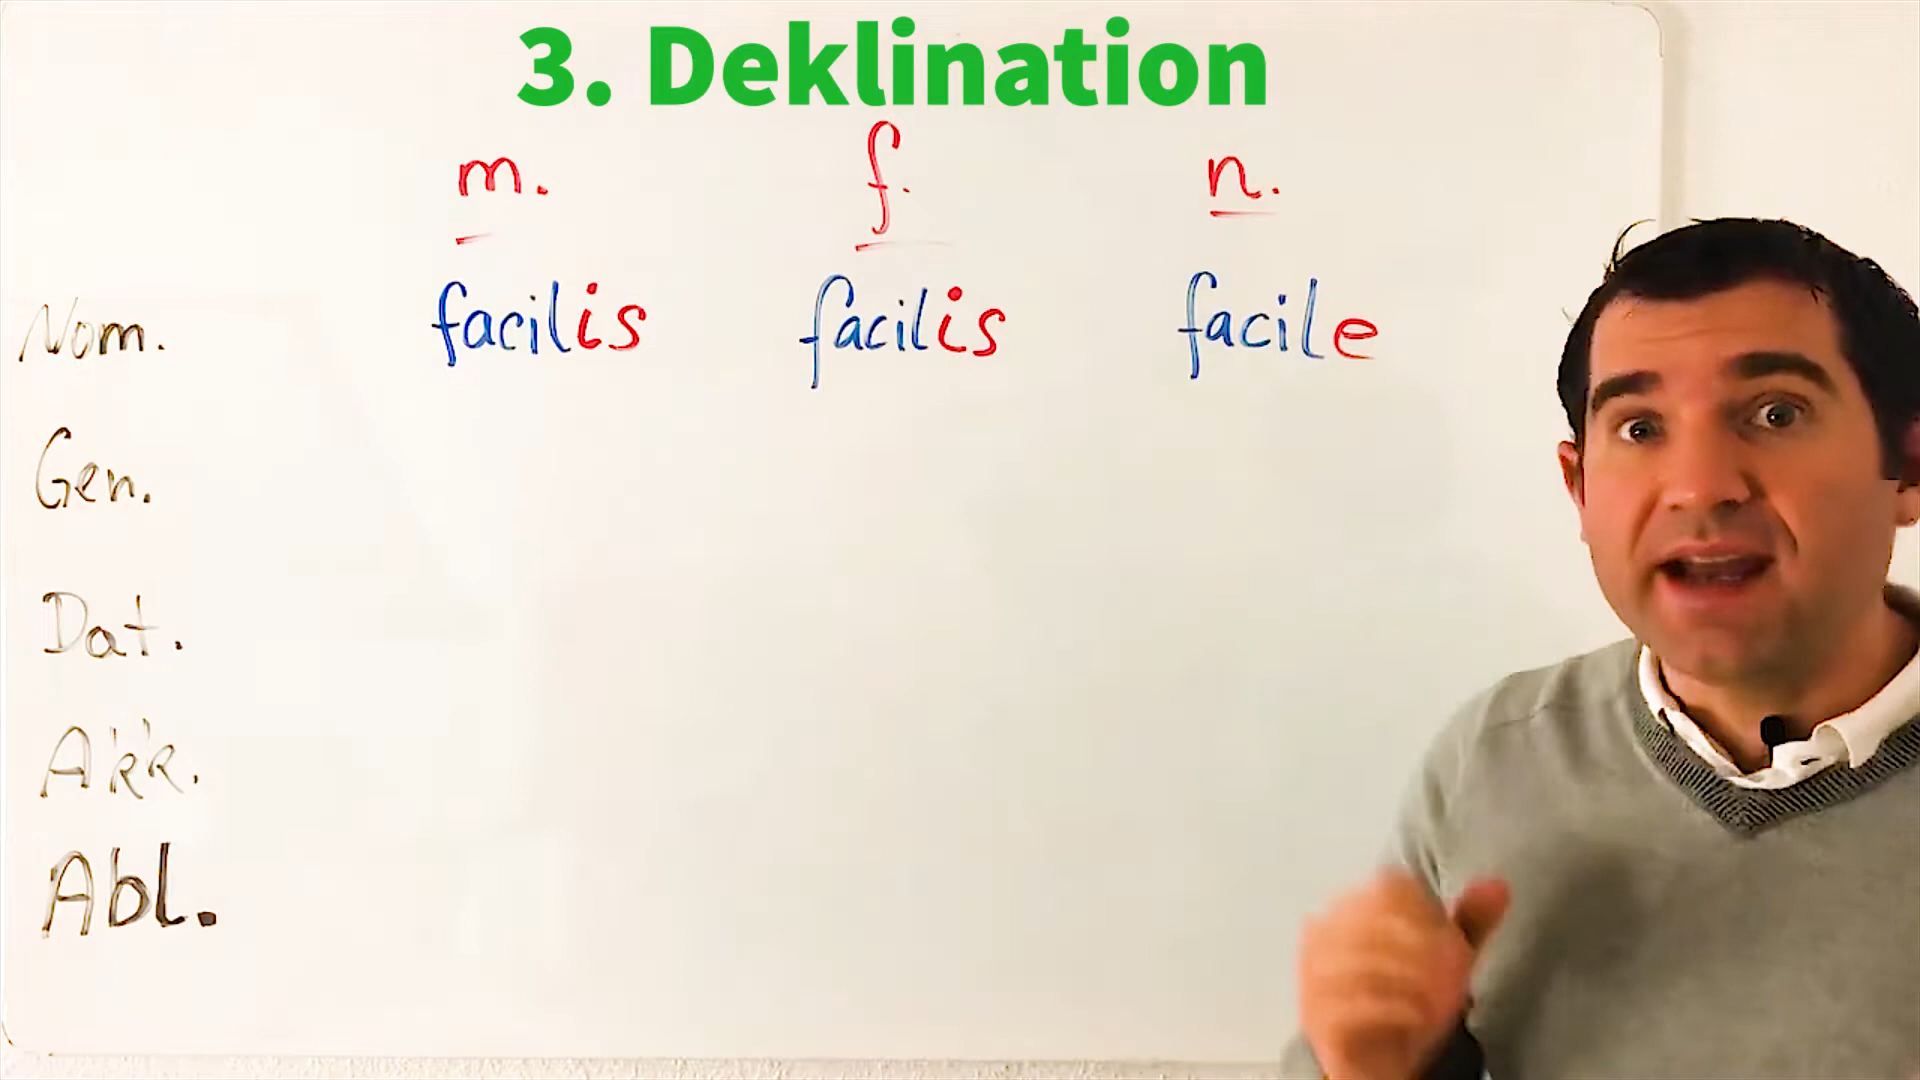 3. Deklination
m. f. n.
Nom. facilis facilis facile
Gen.
Dat.
Akk.
Abl.